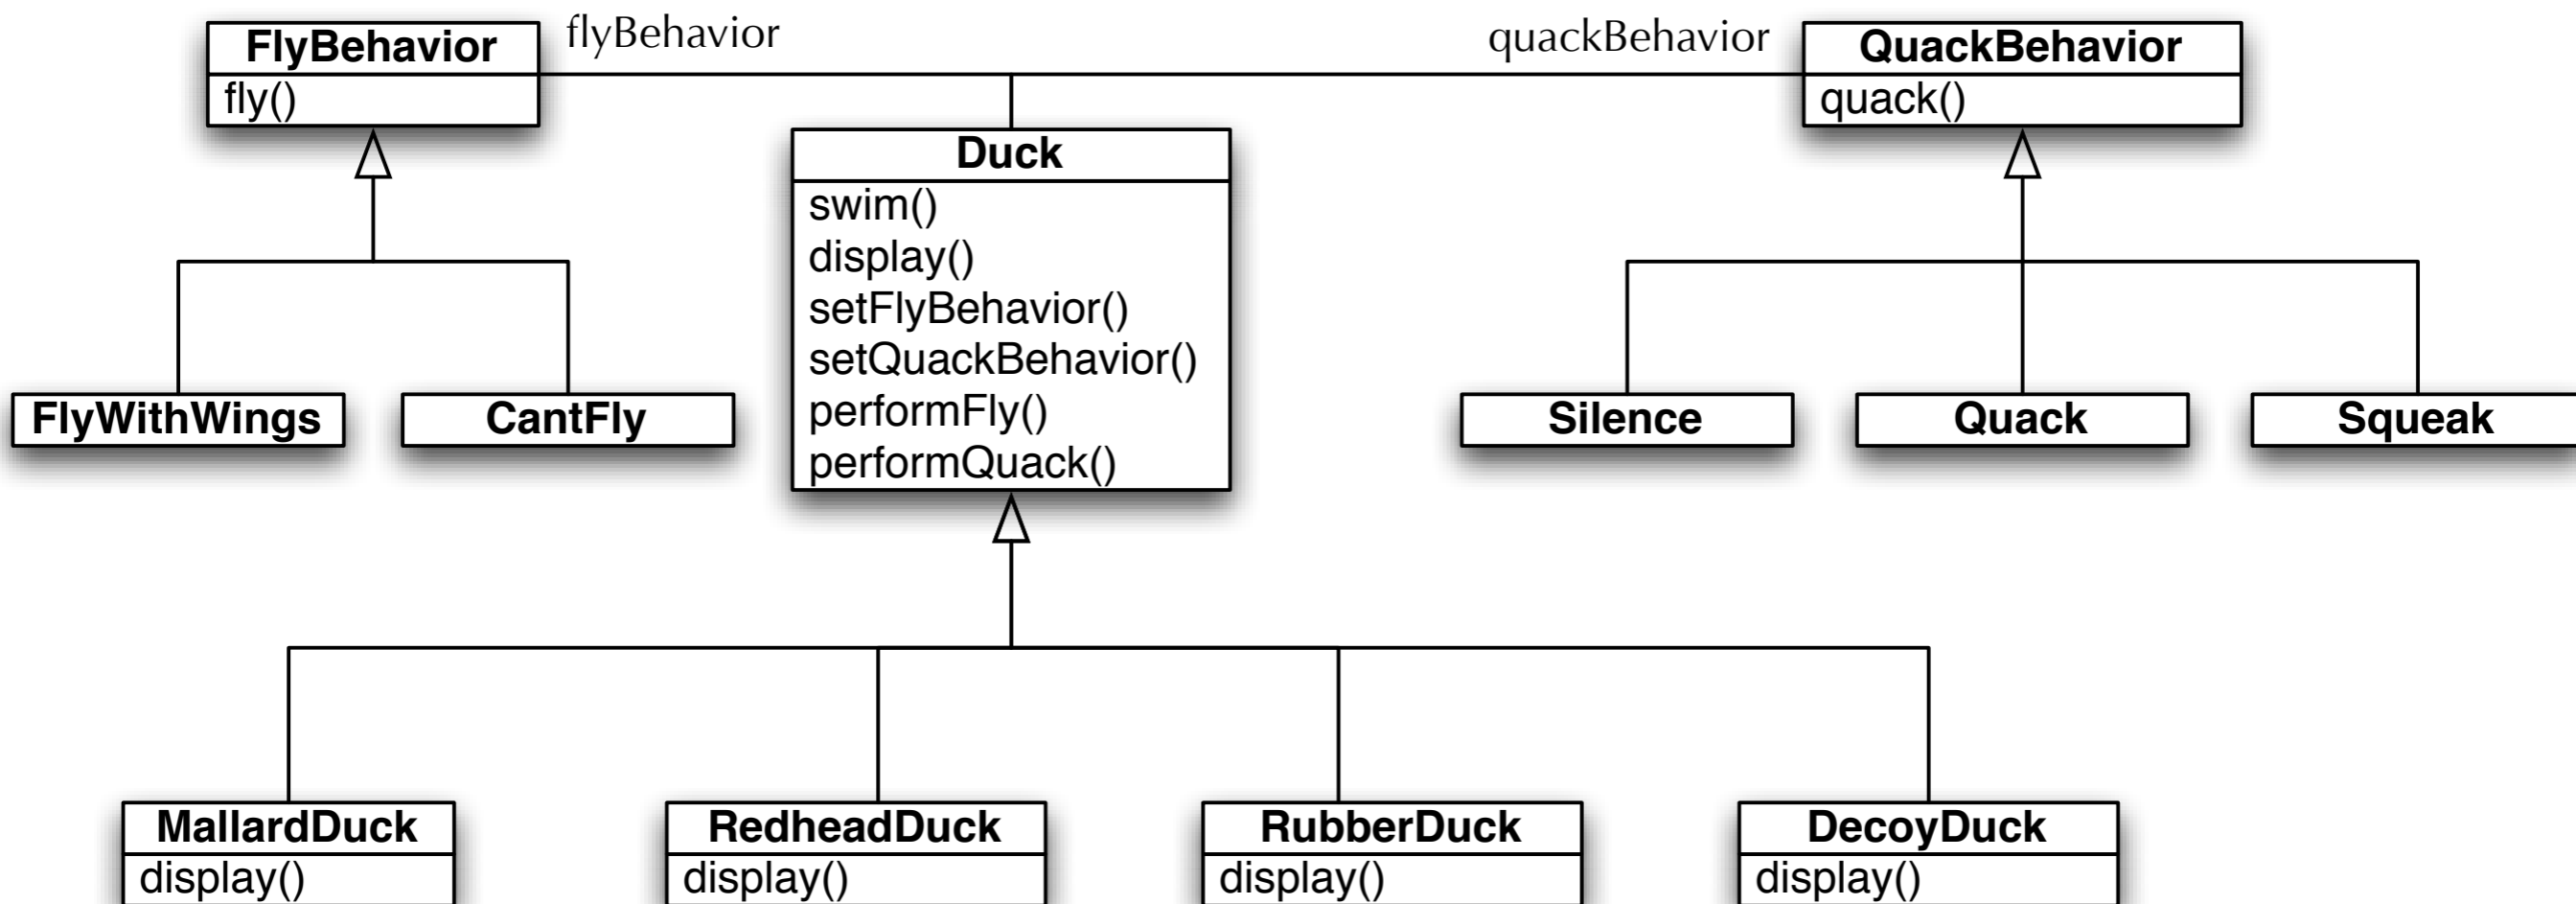 FlyBehavior
fly()
flyBehavior
quackBehavior
QuackBehavior
quack()
Duck
swim()
display()
setFlyBehavior()
setQuackBehavior()
performFly()
performQuack()
FlyWithWings
CantFly
Silence
Quack
Squeak
MallardDuck
display()
RedheadDuck
display()
RubberDuck
display()
DecoyDuck
display()